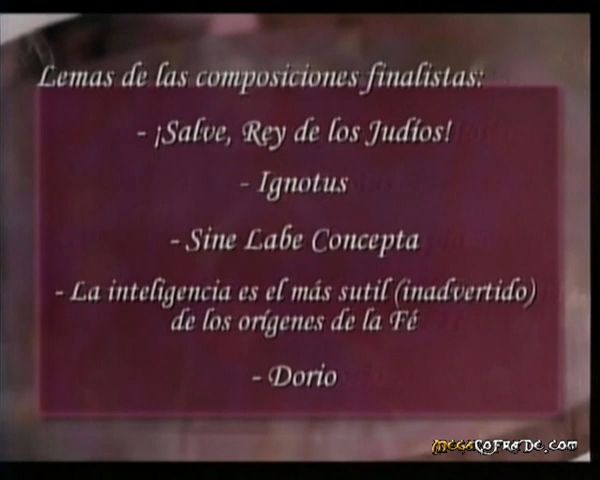 Lemas de las composiciones finalistas:
- ¡Salve, Rey de los Judíos!
- Ignotus
- Sine Labe Concepta
- La inteligencia es el más sutil (inadvertido)
de los orígenes de la Fé
- Dorio
MEGACOFRADE.COM